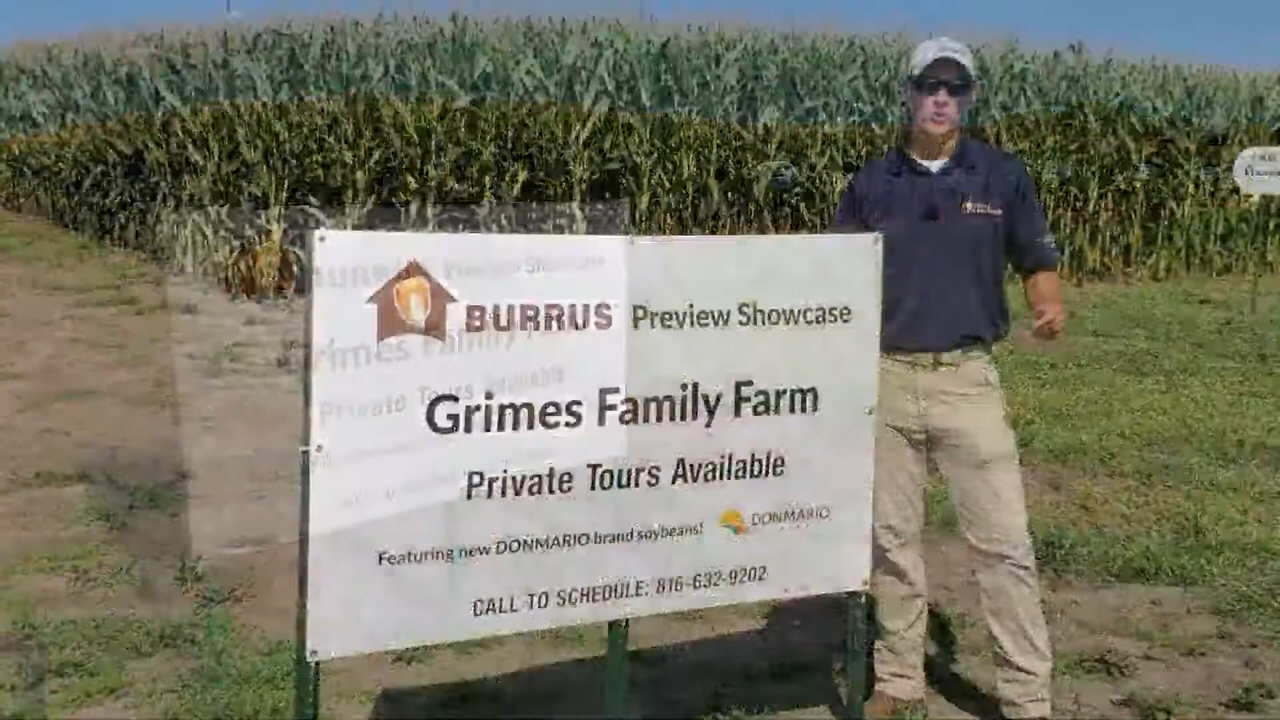 BURRUS Preview Showcase
Grimes Family Farm
Private Tours Available
Featuring new DONMARIO brand soybeans! DONMARIO
CALL TO SCHEDULE: 816-632-9202